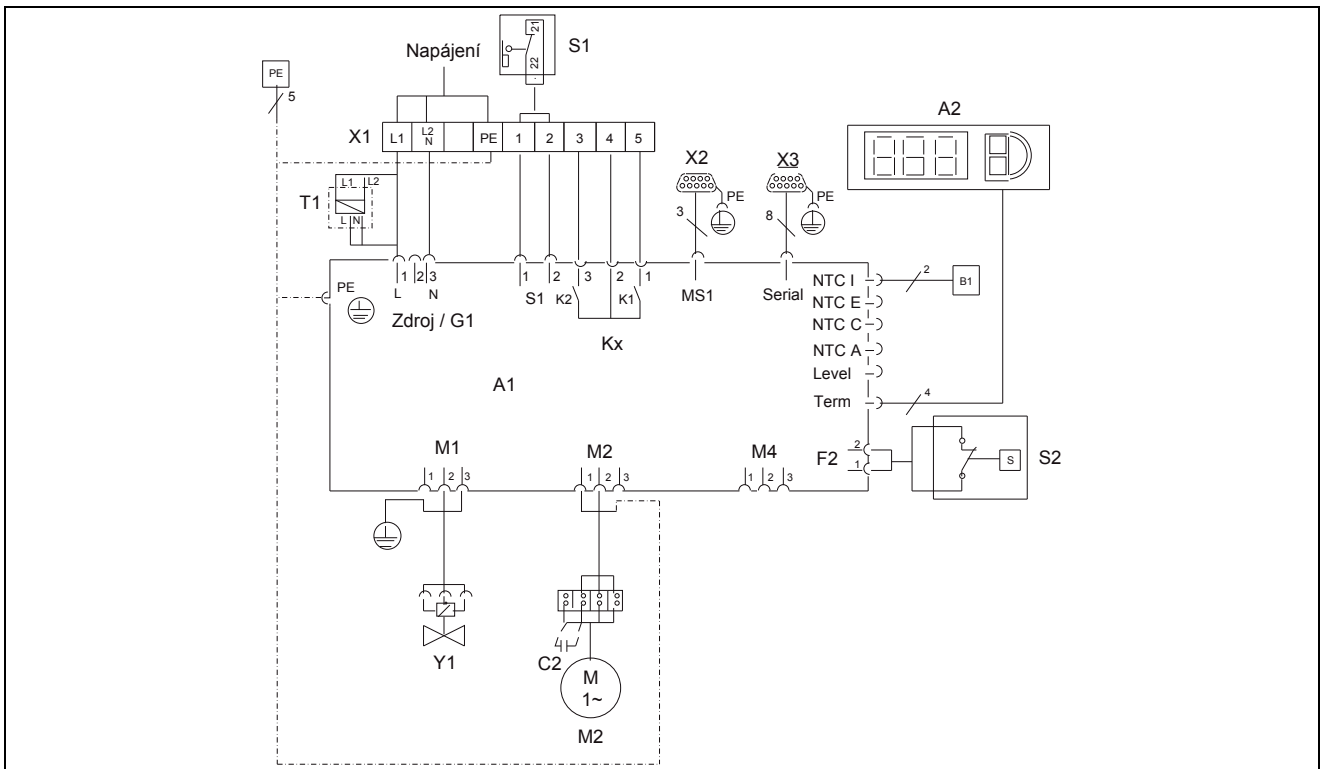 Napájení
21
22
S1
PE
5
A2
X1
L1
L2
N
PE
1
2
3
4
5
X2
X3
PE
PE
3
8
T1
L1
L2
L
N
PE
1
2
3
L
N
Zdroj / G1
1
2
S1
3
2
1
K2
K1
Kx
MS1
Serial
NTC I
2
B1
NTC E
NTC C
NTC A
Level
Term
4
A1
M1
1
2
3
M2
1
2
3
M4
1
2
3
F2
2
1
S
S2
Y1
C2
M
1~
M2